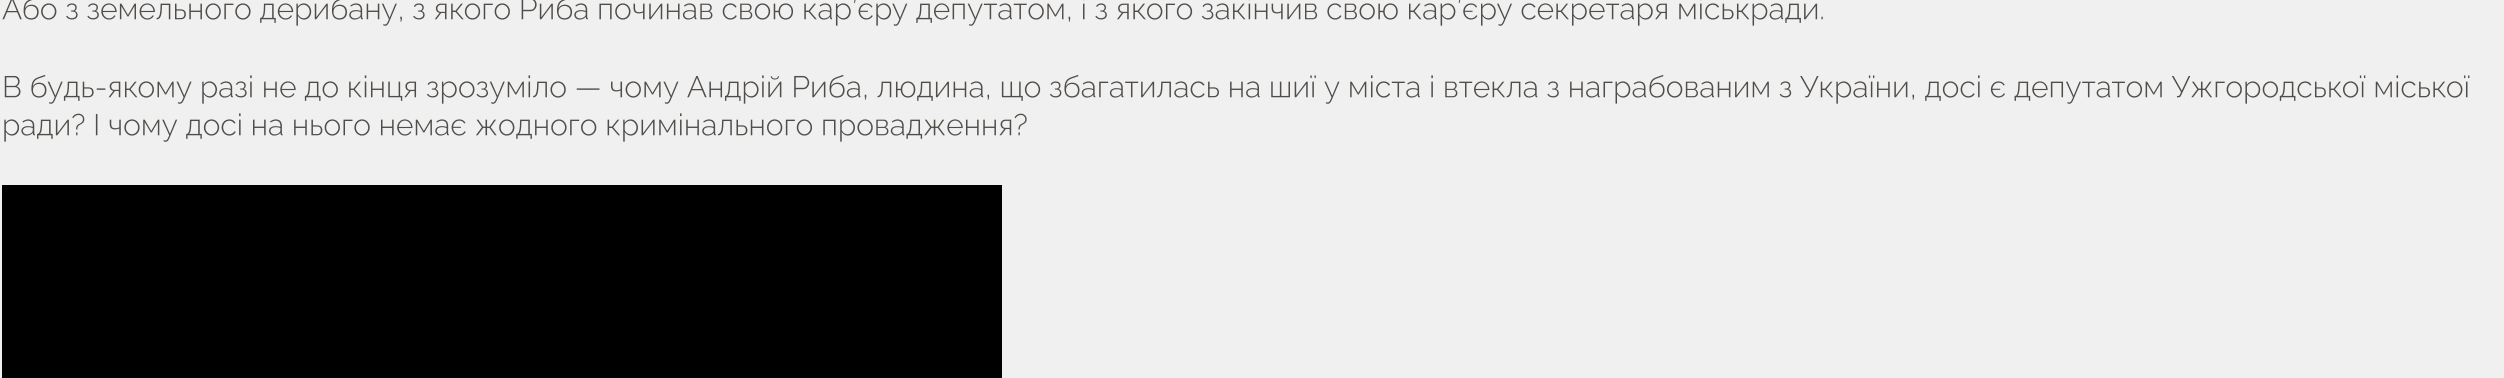 Або з земельного дерибану, з якого Риба починав свою кар'єру депутатом, і з якого закінчив свою кар'єру секретаря міськради.
В будь-якому разі не до кінця зрозуміло — чому Андрій Риба, людина, що збагатилась на шиї у міста і втекла з награбованим з України, досі є депутатом Ужгородської міської
ради? І чому досі на нього немає жодного кримінального провадження?